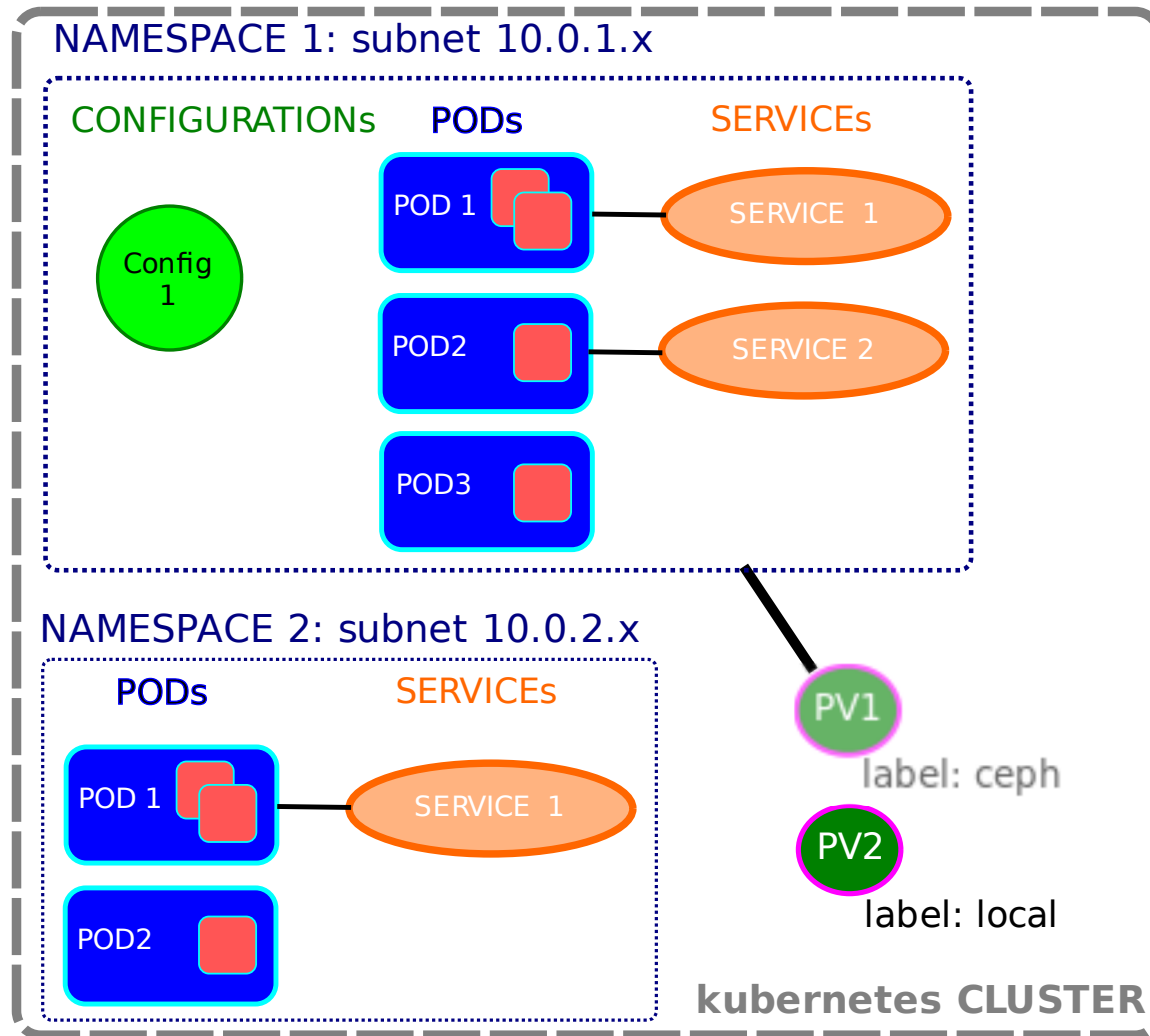 NAMESPACE 1: subnet 10.0.1.x
CONFIGURATIONs
PODs
SERVICEs
Config
1
POD 1
SERVICE 1
POD2
SERVICE 2
POD3
NAMESPACE 2: subnet 10.0.2.x
PODs
SERVICEs
POD 1
SERVICE 1
POD2
PV1
label: ceph
PV2
label: local
kubernetes CLUSTER